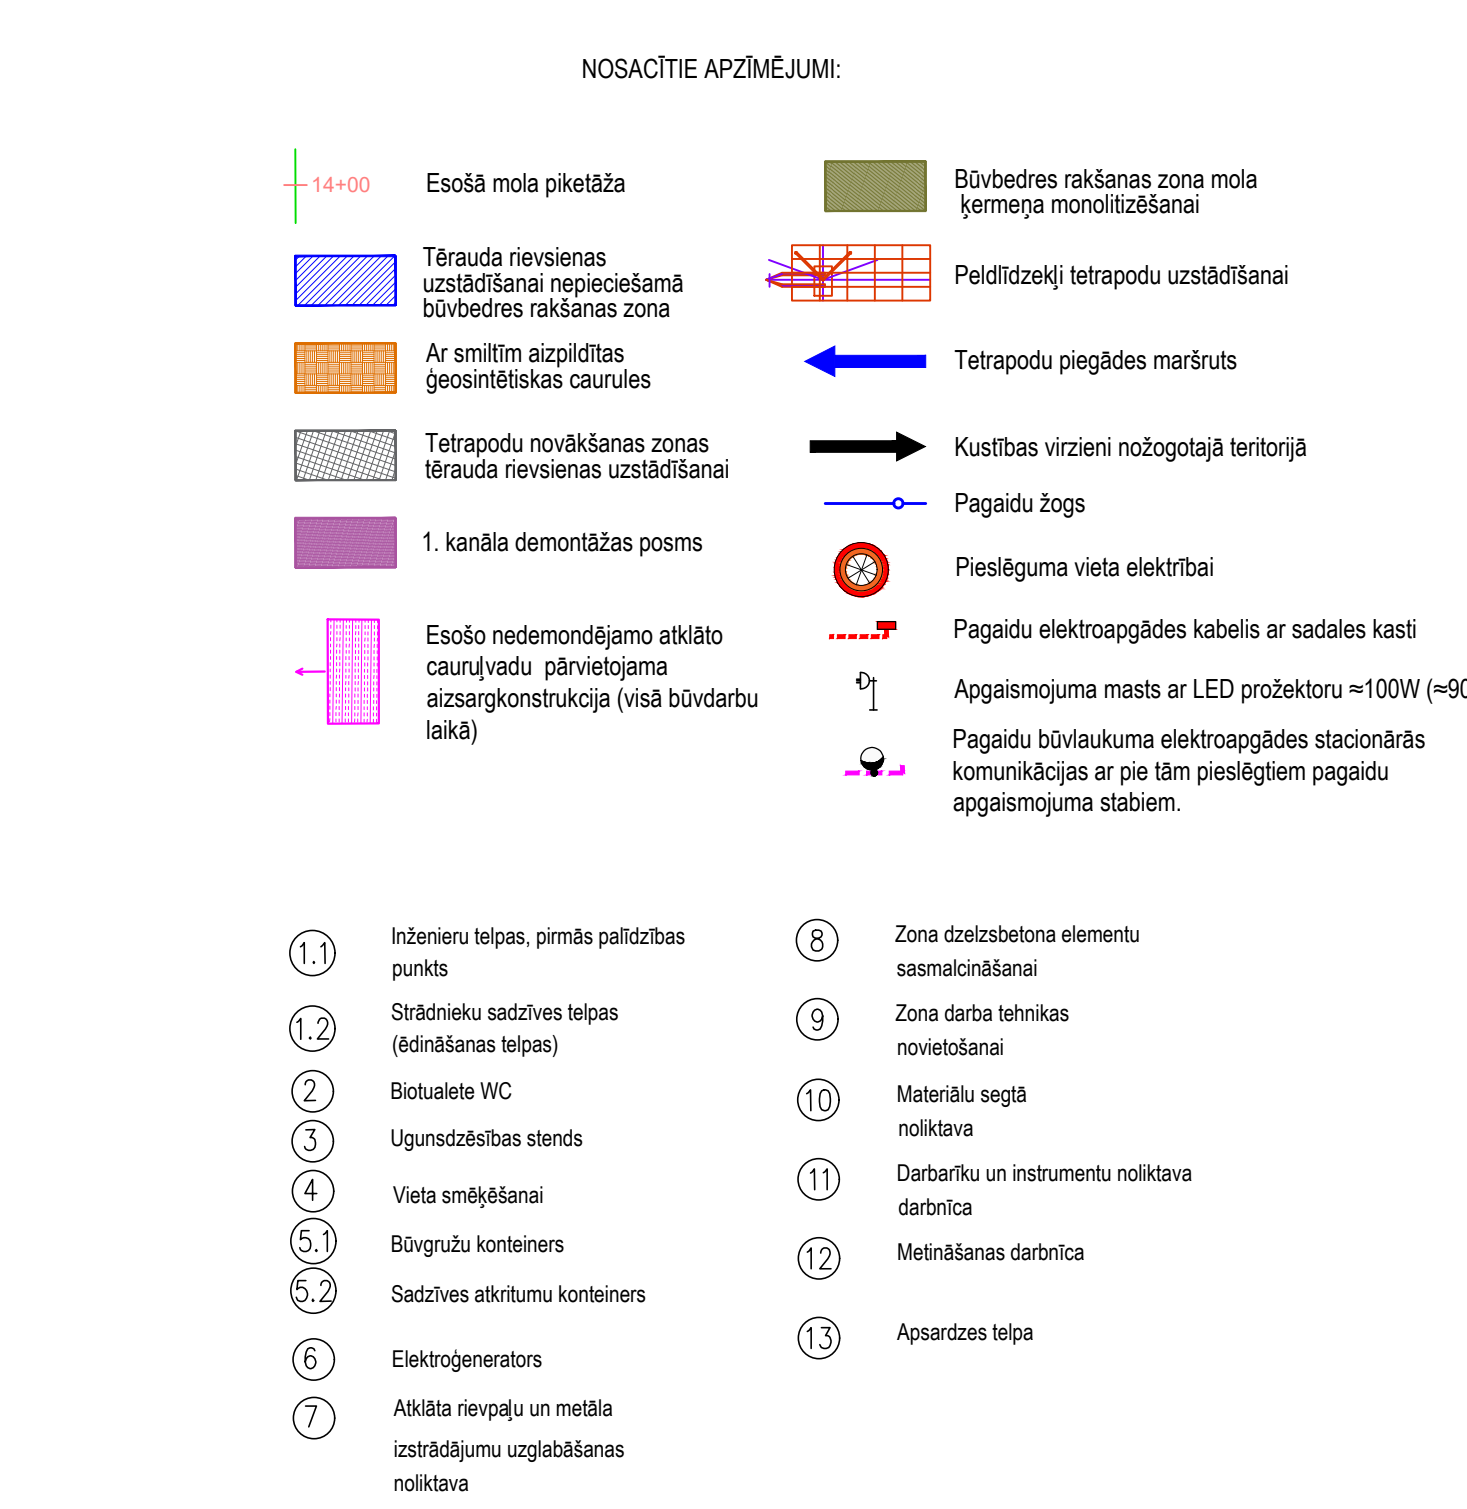 NOSACĪTIE APZĪMĒJUMI:
14+00
Esošā mola piketāža
Tērauda rievsienas
uzstādīšanai nepieciešamā
būvbedres rakšanas zona
Ar smiltīm aizpildītas
ģeosintētiskas caurules
Tetrapodu novākšanas zonas
tērauda rievsienas uzstādīšanai
1. kanāla demontāžas posms
Esošo nedemondējamo atklāto
cauruļvadu pārvietojama
aizsargkonstrukcija (visā būvdarbu
laikā)
Būvbedres rakšanas zona mola
ķermeņa monolitizēšanai
Peldlīdzekļi tetrapodu uzstādīšanai
Tetrapodu piegādes maršruts
Kustības virzieni nožogotajā teritorijā
Pagaidu žogs
Pieslēguma vieta elektrībai
Pagaidu elektroapgādes kabelis ar sadales kasti
Apgaismojuma masts ar LED prožektoru ≈100W (≈90
Pagaidu būvlaukuma elektroapgādes stacionārās
komunikācijas ar pie tām pieslēgtiem pagaidu
apgaismojuma stabiem.
1.1
Inženieru telpas, pirmās palīdzības
punkts
1.2
Strādnieku sadzīves telpas
(ēdināšanas telpas)
2
Biotualete WC
3
Ugunsdzēsības stends
4
Vieta smēķēšanai
5.1
Būvgružu konteiners
5.2
Sadzīves atkritumu konteiners
6
Elektroģenerators
7
Atklāta rievpaļu un metāla
izstrādājumu uzglabāšanas
noliktava
8
Zona dzelzsbetona elementu
sasmalcināšanai
9
Zona darba tehnikas
novietošanai
10
Materiālu segtā
noliktava
11
Darbarīku un instrumentu noliktava
darbnīca
12
Metināšanas darbnīca
13
Apsardzes telpa